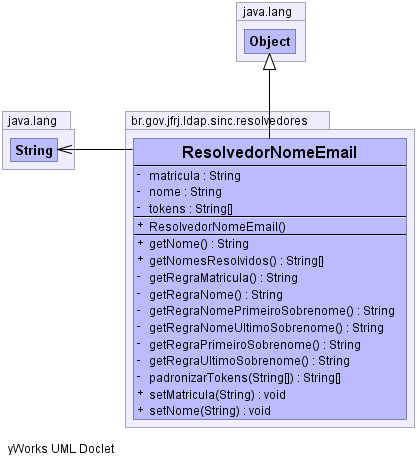 java.lang
Object
java.lang
String
br.gov.jfrj.ldap.sinc.resolvedores
ResolvedorNomeEmail
- matricula : String
- nome : String
- tokens : String[]
+ ResolvedorNomeEmail()
+ getNome() : String
+ getNomesResolvidos() : String[]
- getRegraMatricula() : String
- getRegraNome() : String
- getRegraNomePrimeiroSobrenome() : String
- getRegraNomeUltimoSobrenome() : String
- getRegraPrimeiroSobrenome() : String
- getRegraUltimoSobrenome() : String
- padronizarTokens(String[]) : String[]
+ setMatricula(String) : void
+ setNome(String) : void
yWorks UML Doclet